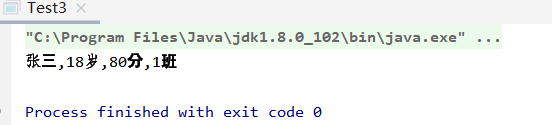 Test3
"C:\Program Files\Java\jdk1.8.0_102\bin\java.exe" ...
张三,18岁,80分,1班
Process finished with exit code 0